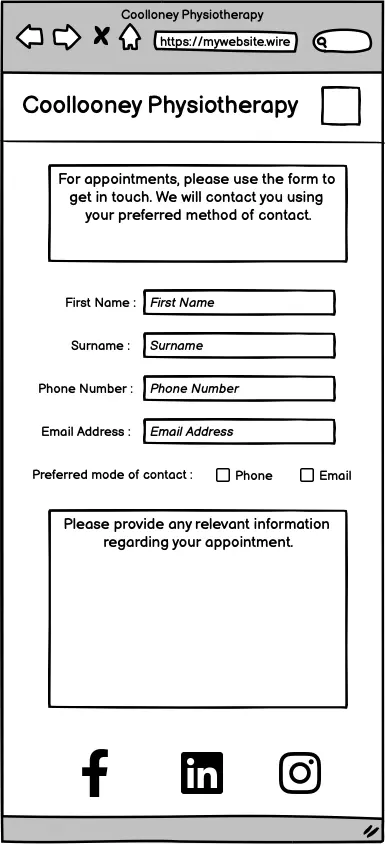 Coolloney Physiotherapy
https://mywebsite.wire
Coollooney Physiotherapy
For appointments, please use the form to
get in touch. We will contact you using
your preferred method of contact.
First Name : First Name
Surname : Surname
Phone Number : Phone Number
Email Address : Email Address
Preferred mode of contact : Phone Email
Please provide any relevant information
regarding your appointment.